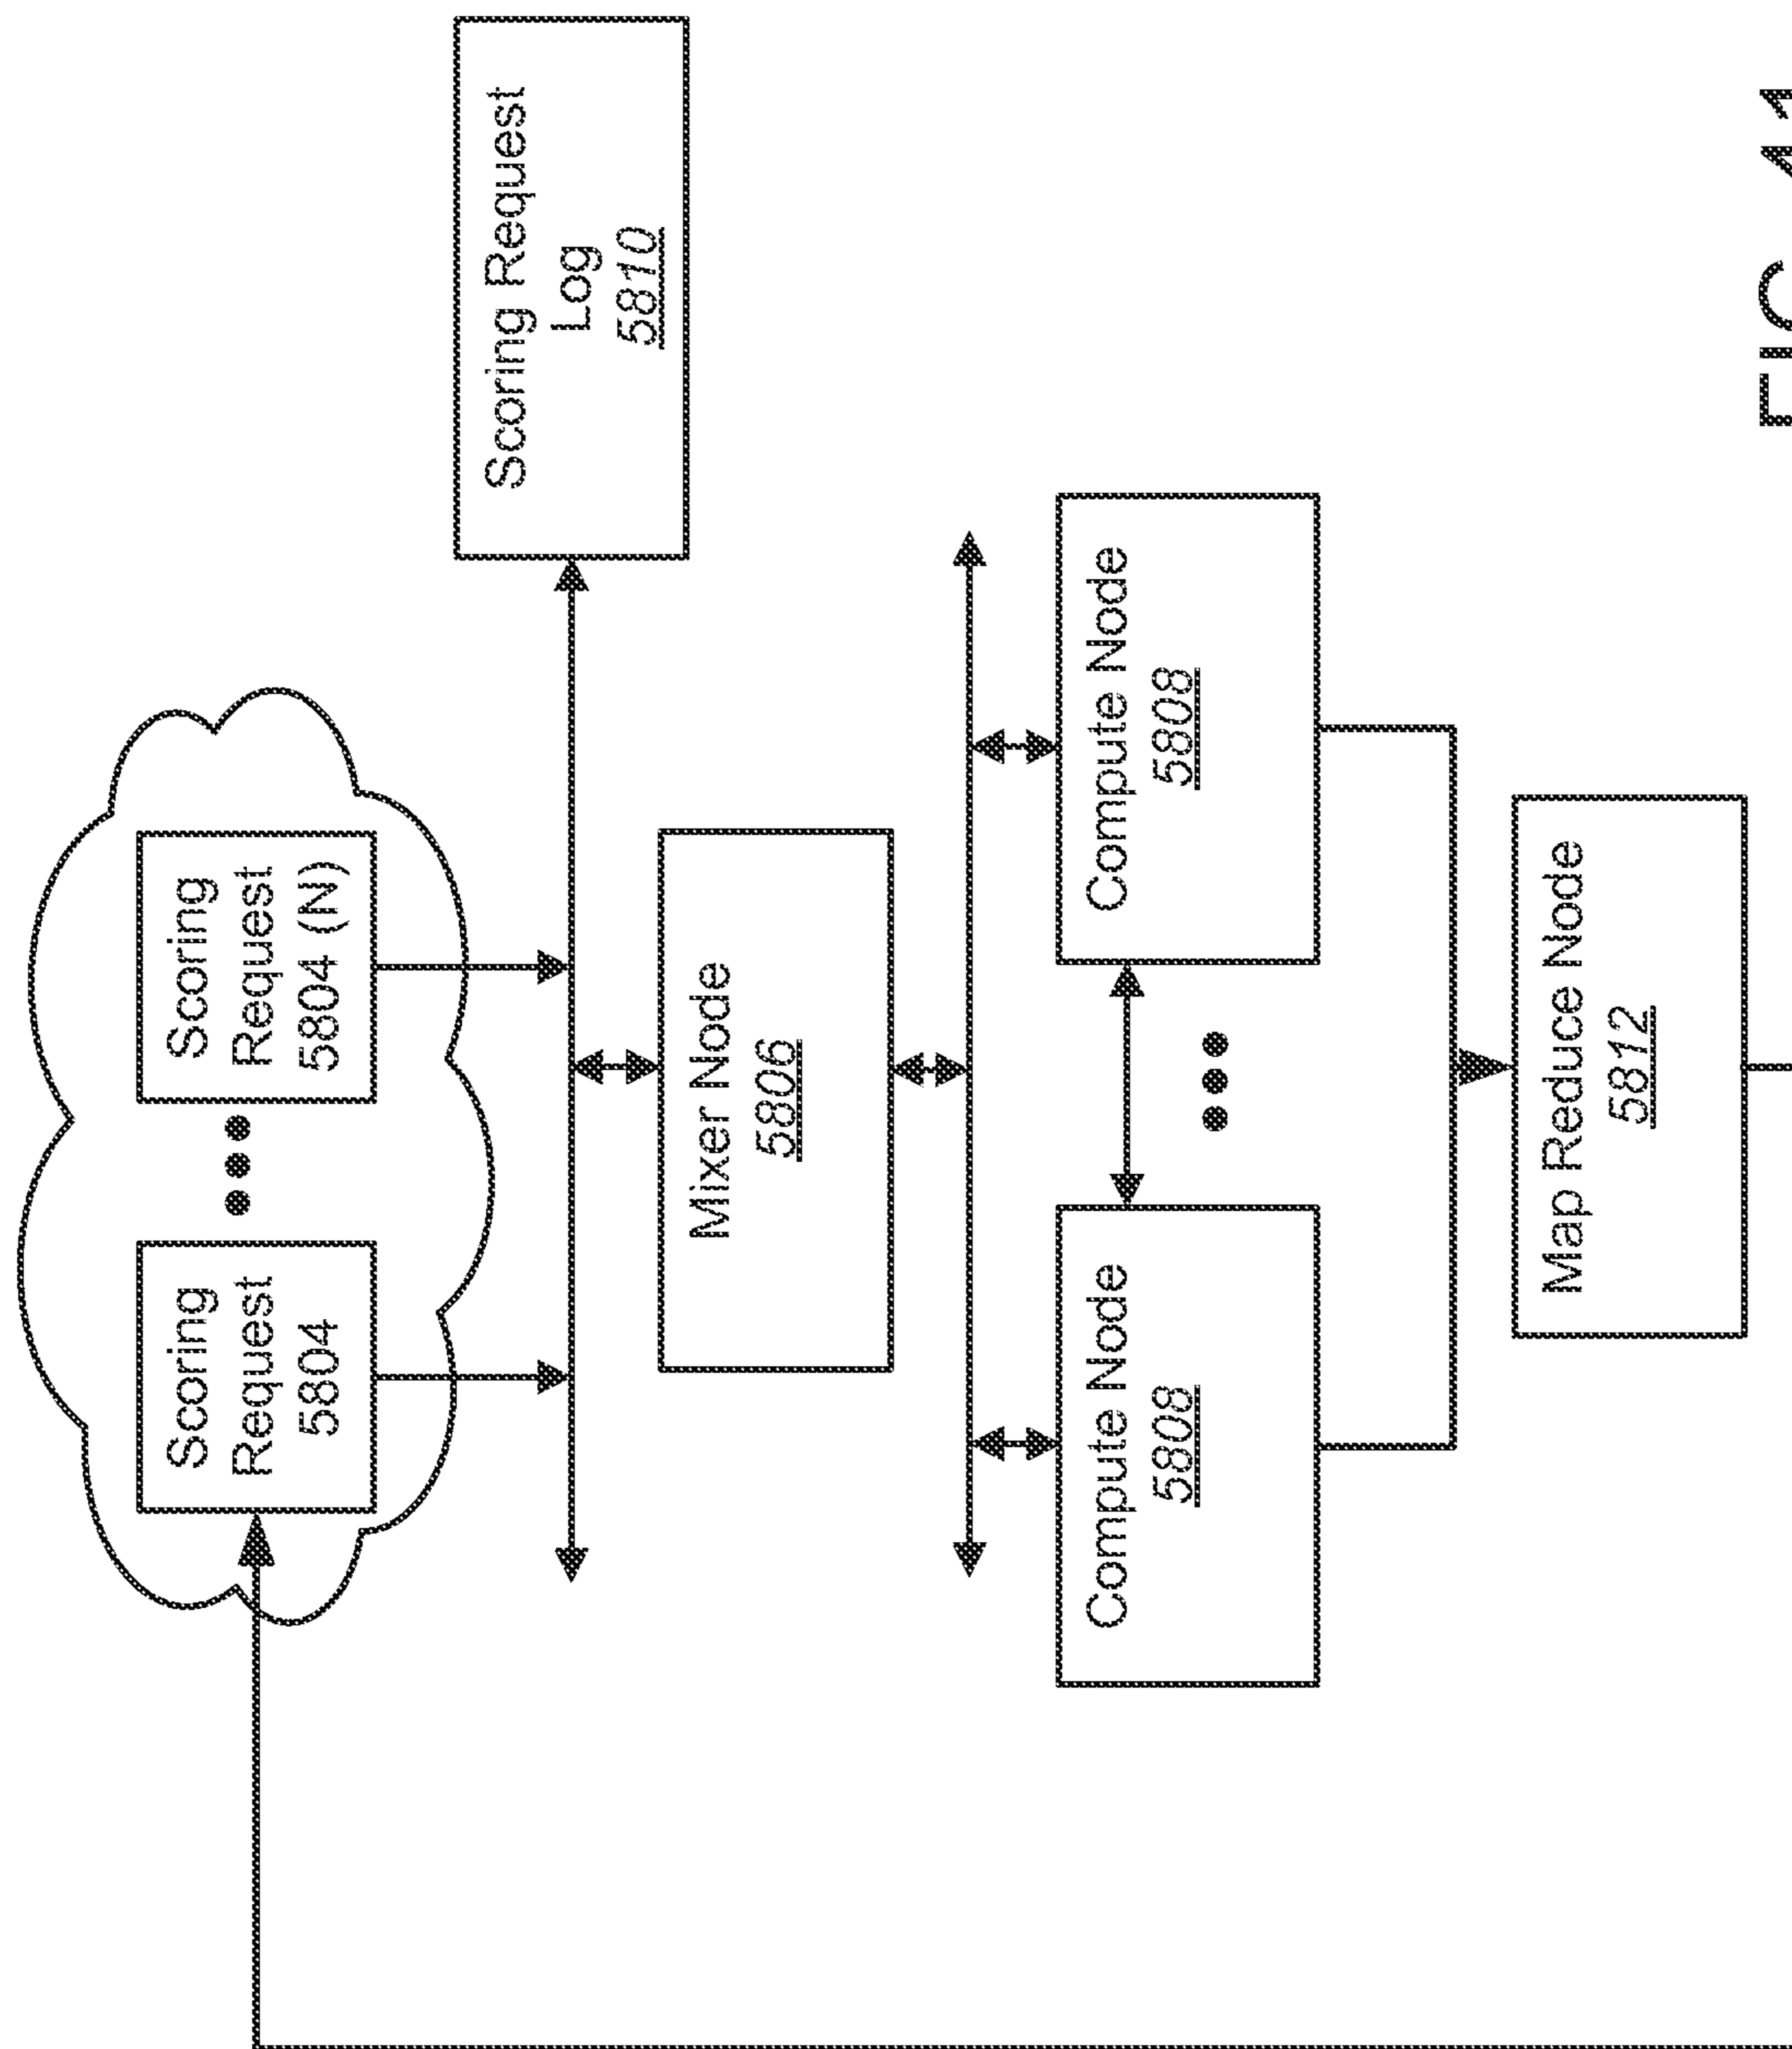 Scoring
Request
5804
Scoring
Request
5804 (N)
Scoring Request
Log
5810
Mixer Node
5806
Compute Node
5808
Compute Node
5808
Map Reduce Node
5812